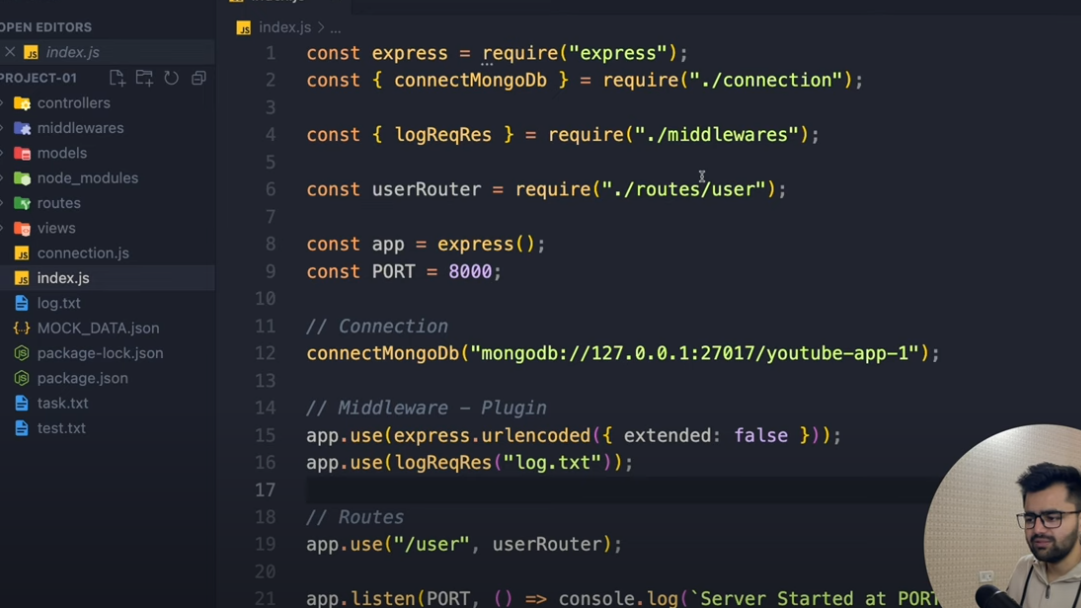 OPEN EDITORS
index.js
PROJECT-01
controllers
middlewares
models
node_modules
routes
views
connection.js
index.js
log.txt
MOCK_DATA.json
package-lock.json
package.json
task.txt
test.txt
index.js > ...
1 const express = require("express");
2 const { connectMongoDb } = require("./connection");
3
4 const { logReqRes } = require("./middlewares");
5
6 const userRouter = require("./routes/user");
7
8 const app = express();
9 const PORT = 8000;
10
11 // Connection
12 connectMongoDb("mongodb://127.0.0.1:27017/youtube-app-1");
13
14 // Middleware - Plugin
15 app.use(express.urlencoded({ extended: false }));
16 app.use(logReqRes("log.txt"));
17
18 // Routes
19 app.use("/user", userRouter);
20
21 app.listen(PORT, () => console.log(`Server Started at PORT